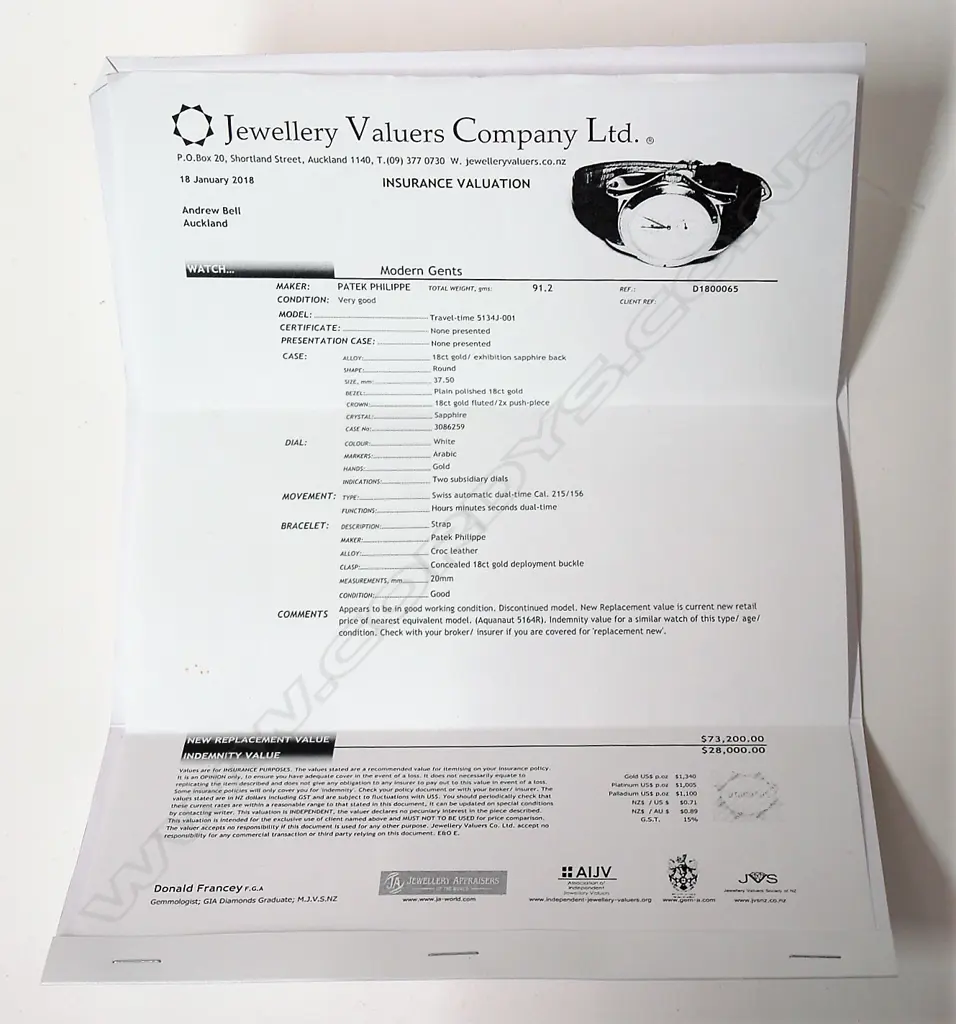 Jewellery Valuers Company Ltd. ®
P.O.Box 20, Shortland Street, Auckland 1140, T.(09) 377 0730 W. jewelleryvaluers.co.nz
18 January 2018
INSURANCE VALUATION
Andrew Bell
Auckland
WATCH... Modern Gents
MAKER: PATEK PHILIPPE TOTAL WEIGHT, gms: 91.2 REF.: D1800065
CONDITION: Very good CLIENT REF:
MODEL: Travel-time 5134J-001
CERTIFICATE: None presented
PRESENTATION CASE: None presented
CASE: ALLOY: 18ct gold/ exhibition sapphire back
SHAPE: Round
SIZE, mm: 37.50
BEZEL: Plain polished 18ct gold
CROWN: 18ct gold fluted/2x push-piece
CRYSTAL: Sapphire
CASE No: 3086259
DIAL: COLOUR: White
MARKERS: Arabic
HANDS: Gold
INDICATIONS: Two subsidiary dials
MOVEMENT: TYPE: Swiss automatic dual-time Cal. 215/156
FUNCTIONS: Hours minutes seconds dual-time
BRACELET: DESCRIPTION: Strap
MAKER: Patek Philippe
ALLOY: Croc leather
CLASP: Concealed 18ct gold deployment buckle
MEASUREMENTS, mm 20mm
CONDITION: Good
COMMENTS Appears to be in good working condition. Discontinued model. New Replacement value is current new retail
price of nearest equivalent model. (Aquanaut 5164R). Indemnity value for a similar watch of this type/ age/
condition. Check with your broker/ insurer if you are covered for 'replacement new'.
NEW REPLACEMENT VALUE $73,200.00
INDEMNITY VALUE $28,000.00
Values are for INSURANCE PURPOSES. The values stated are a recommended value for itemising on your insurance policy.
It is an OPINION only, to ensure you have adequate cover in the event of a loss. It does not necessarily equate to
replicating the item described and does not give any obligation to any insurer to pay out to this value in event of a loss.
Some insurance policies will only cover you for 'indemnity'. Check your policy document or with your broker/ insurer. The
values stated are in NZ dollars including GST and are subject to fluctuations with US$. You should periodically check that
these current rates are within a reasonable range to that stated in this document, it can be updated on special conditions
by contacting writer. This valuation is INDEPENDENT, the valuer declares no pecuniary interest in the piece described.
This valuation is intended for the exclusive use of client named above and MUST NOT TO BE USED for price comparison.
The valuer accepts no responsibility if this document is used for any other purpose. Jewellery Valuers Co. Ltd. accept no
responsibility for any commercial transaction or third party relying on this document. E&O E.
Gold US$ p.oz $1,340
Platinum US$ p.oz $1,005
Palladium US$ p.oz $1,100
NZ$ / US $ $0.71
NZ$ / AU $ $0.89
G.S.T. 15%
Donald Francey F.G.A
Gemmologist; GIA Diamonds Graduate; M.J.V.S.NZ
JA JEWELLERY APPRAISERS
OF THE WORLD
www.ja-world.com
AIJV
Association of
Independent
Jewellery Valuers
www.independent-jewellery-valuers.org
www.gem-a.com
JVS
Jewellery Valuers Society of NZ
www.jvsnz.co.nz
WWW.CORDYS.CO.NZ